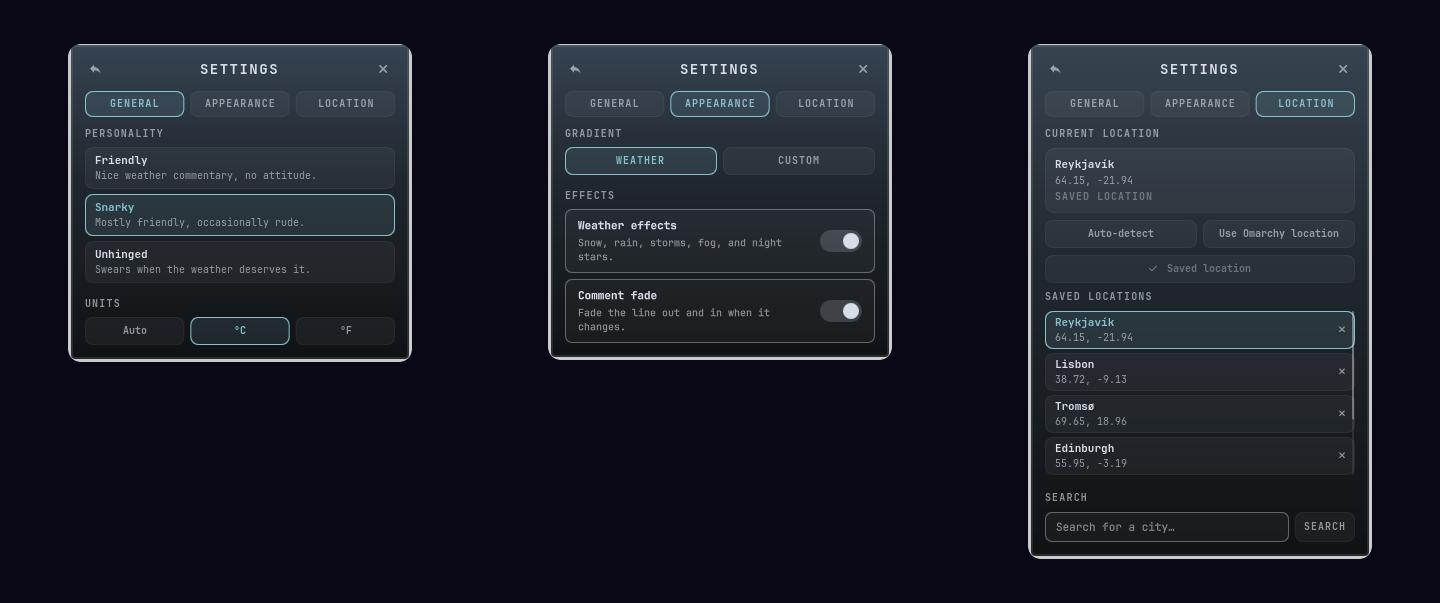 SETTINGS
GENERAL APPEARANCE LOCATION
PERSONALITY
Friendly
Nice weather commentary, no attitude.
Snarky
Mostly friendly, occasionally rude.
Unhinged
Swears when the weather deserves it.
UNITS
Auto °C °F
SETTINGS
GENERAL APPEARANCE LOCATION
GRADIENT
WEATHER CUSTOM
EFFECTS
Weather effects
Snow, rain, storms, fog, and night
stars.
Comment fade
Fade the line out and in when it
changes.
SETTINGS
GENERAL APPEARANCE LOCATION
CURRENT LOCATION
Reykjavík
64.15, -21.94
SAVED LOCATION
Auto-detect Use Omarchy location
Saved location
SAVED LOCATIONS
Reykjavík
64.15, -21.94
Lisbon
38.72, -9.13
Tromsø
69.65, 18.96
Edinburgh
55.95, -3.19
SEARCH
Search for a city… SEARCH